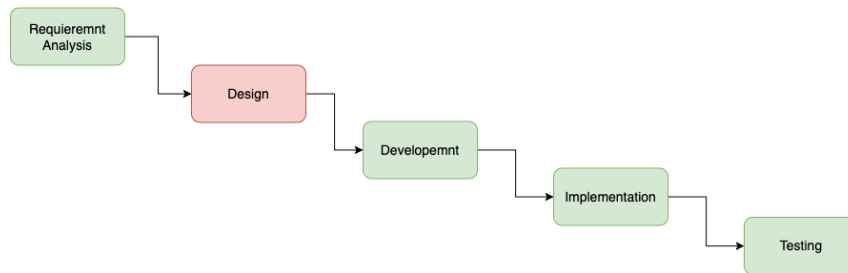 Requieremnt
Analysis
Design
Developemnt
Implementation
Testing